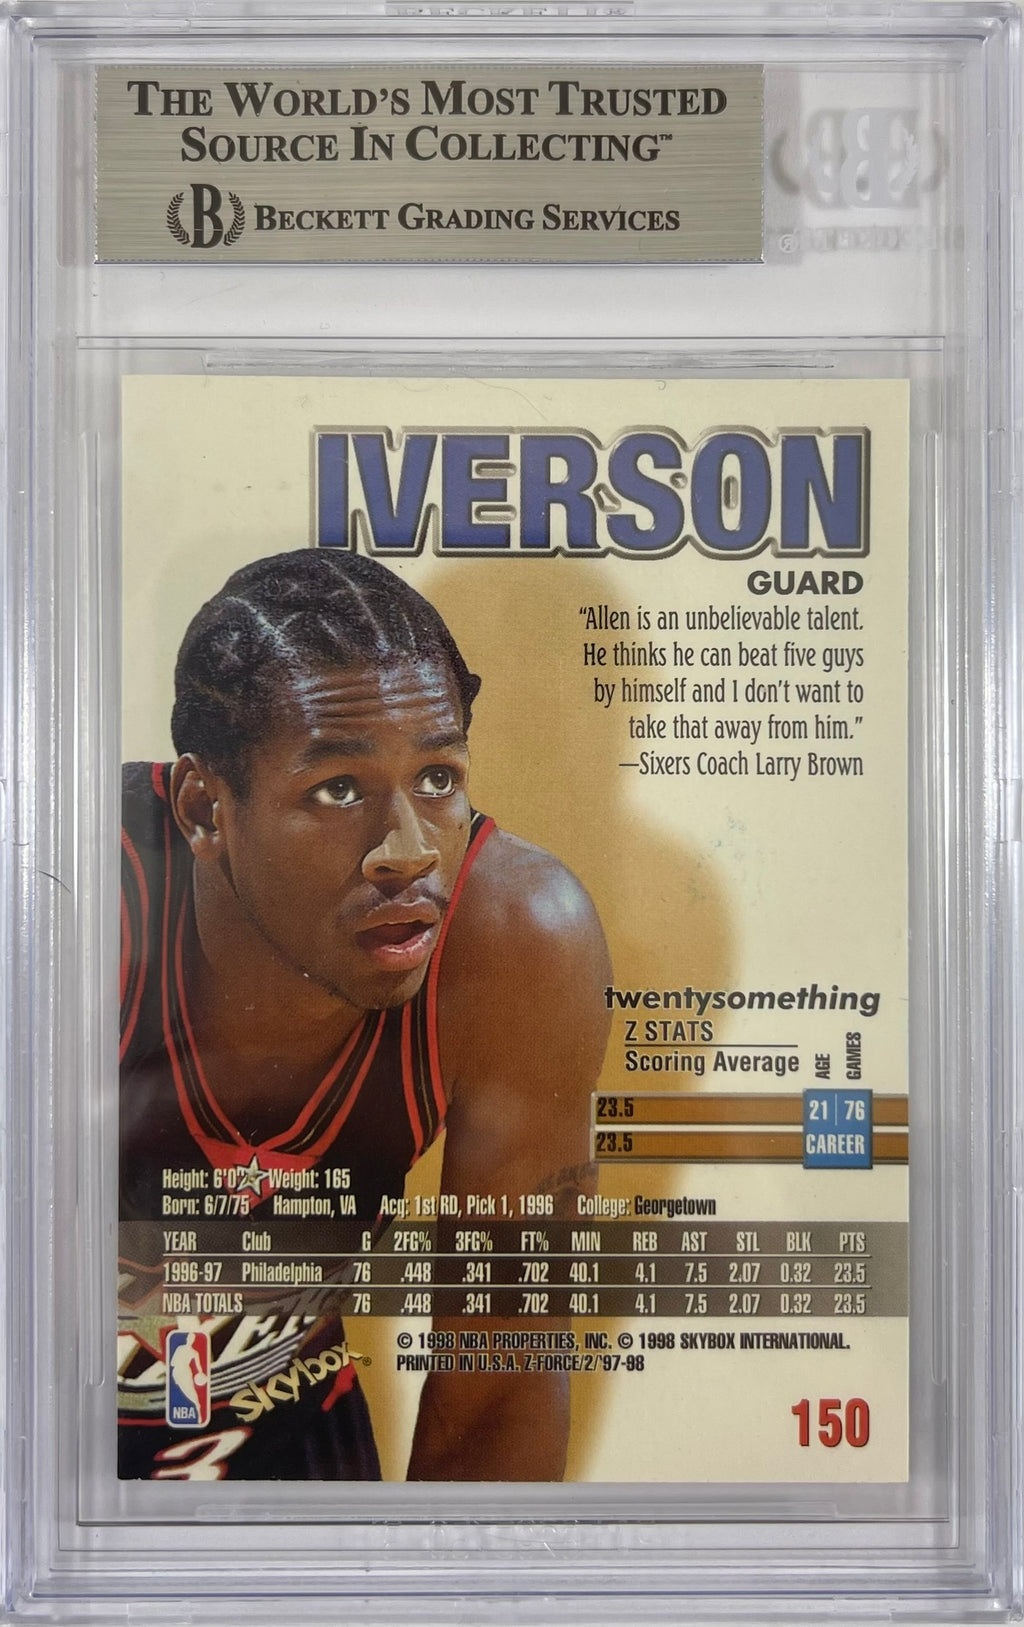 BECKETT®
THE WORLD'S MOST TRUSTED
SOURCE IN COLLECTING™
B BECKETT GRADING SERVICES
IVERSON
GUARD
"Allen is an unbelievable talent.
He thinks he can beat five guys
by himself and I don't want to
take that away from him."
—Sixers Coach Larry Brown
twentysomething
Z STATS
Scoring Average AGE GAMES
23.5 21 76
23.5 CAREER
Height: 6'0" Weight: 165
Born: 6/7/75 Hampton, VA Acq: 1st RD, Pick 1, 1996 College: Georgetown
YEAR Club G 2FG% 3FG% FT% MIN REB AST STL BLK PTS
1996-97 Philadelphia 76 .448 .341 .702 40.1 4.1 7.5 2.07 0.32 23.5
NBA TOTALS 76 .448 .341 .702 40.1 4.1 7.5 2.07 0.32 23.5
© 1998 NBA PROPERTIES, INC. © 1998 SKYBOX INTERNATIONAL.
PRINTED IN U.S.A. Z-FORCE/2/'97-98
NBA
skybox®
3
150